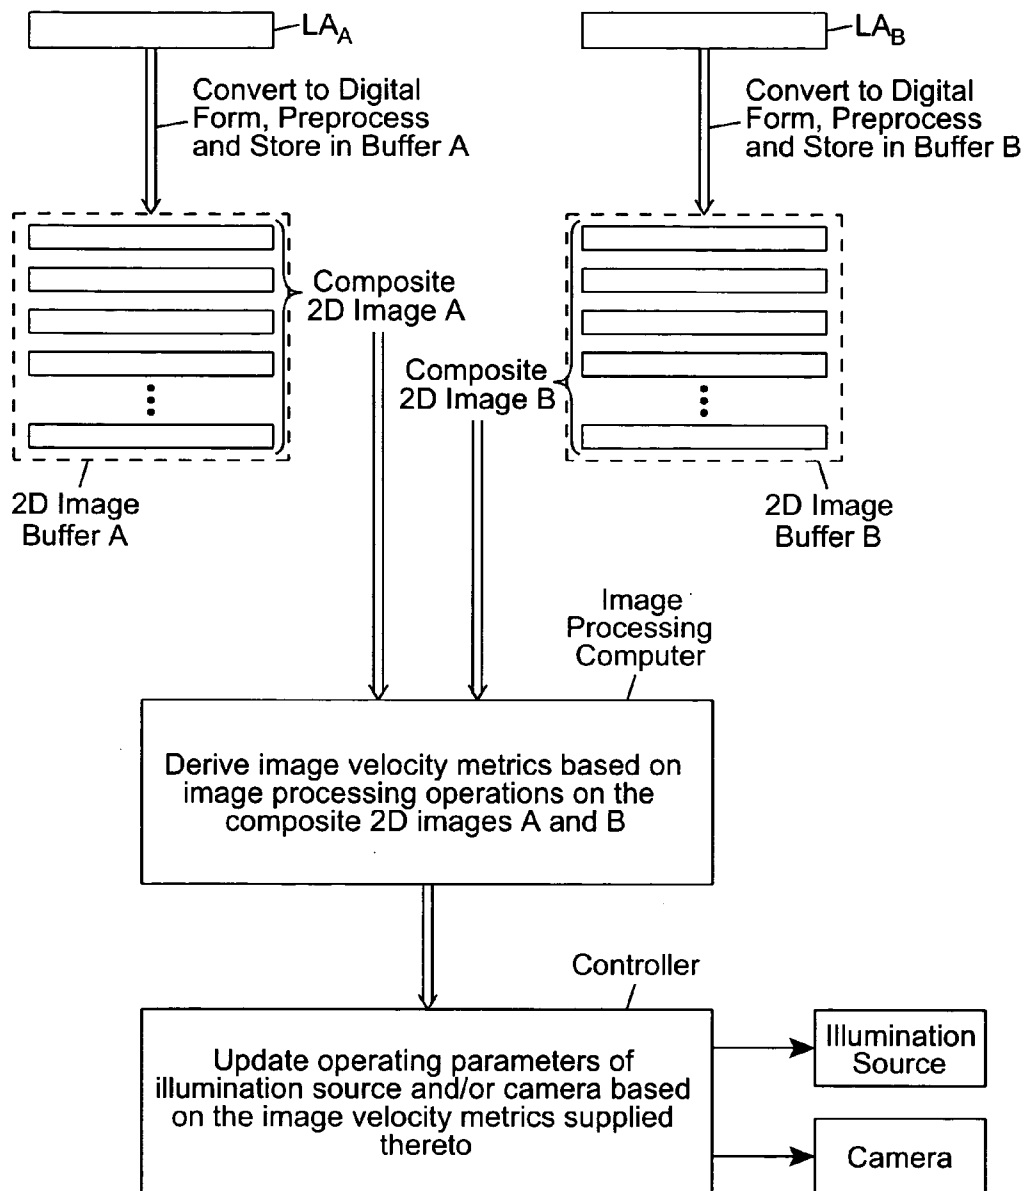 LA_A
LA_B
Convert to Digital
Form, Preprocess
and Store in Buffer A
Convert to Digital
Form, Preprocess
and Store in Buffer B
Composite
2D Image A
Composite
2D Image B
2D Image
Buffer A
2D Image
Buffer B
Image
Processing
Computer
Derive image velocity metrics based on
image processing operations on the
composite 2D images A and B
Controller
Update operating parameters of
illumination source and/or camera based
on the image velocity metrics supplied
thereto
Illumination
Source
Camera